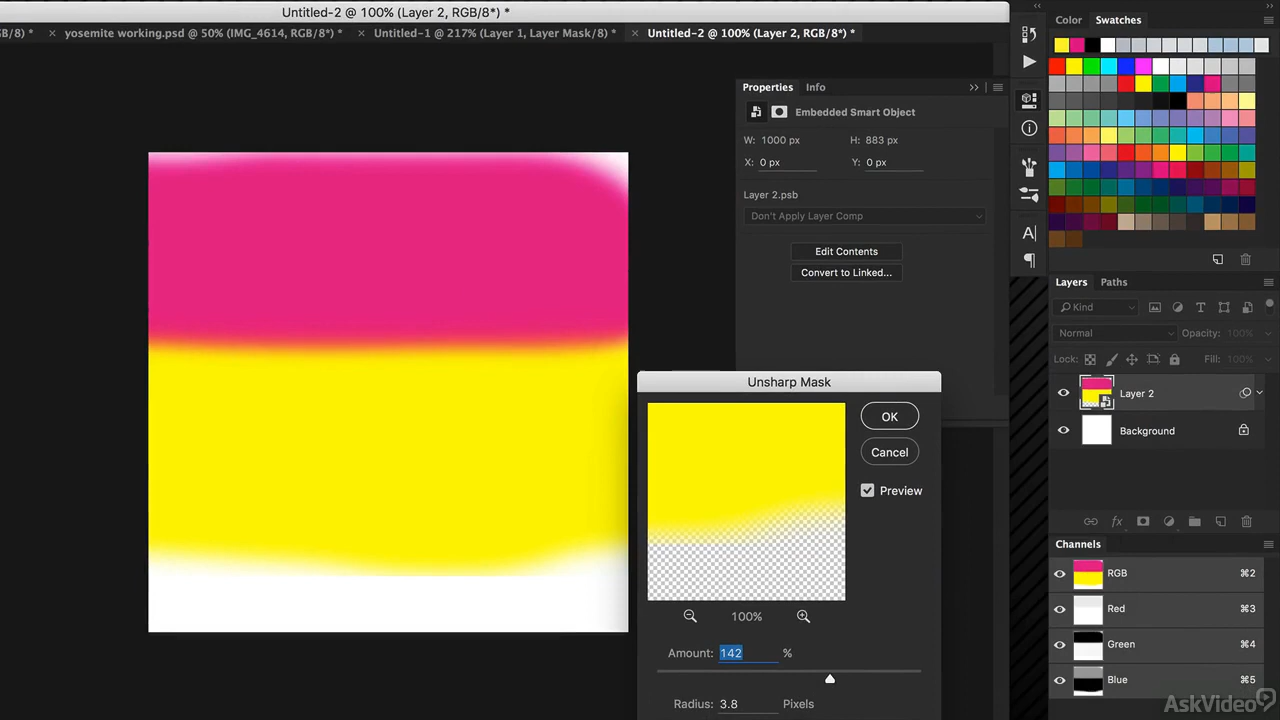 Untitled-2 @ 100% (Layer 2, RGB/8*) *
B/8) * × yosemite working.psd @ 50% (IMG_4614, RGB/8*) * × Untitled-1 @ 217% (Layer 1, Layer Mask/8) * × Untitled-2 @ 100% (Layer 2, RGB/8*) *
Color Swatches
Properties Info
Embedded Smart Object
W: 1000 px H: 883 px
X: 0 px Y: 0 px
Layer 2.psb
Don't Apply Layer Comp
Edit Contents
Convert to Linked...
Layers Paths
Kind
Normal Opacity: 100%
Lock: Fill: 100%
Layer 2
Background
Unsharp Mask
OK
Cancel
Preview
100%
Amount: 142 %
Radius: 3.8 Pixels
Channels
RGB ⌘2
Red ⌘3
Green ⌘4
Blue ⌘5
AskVideo